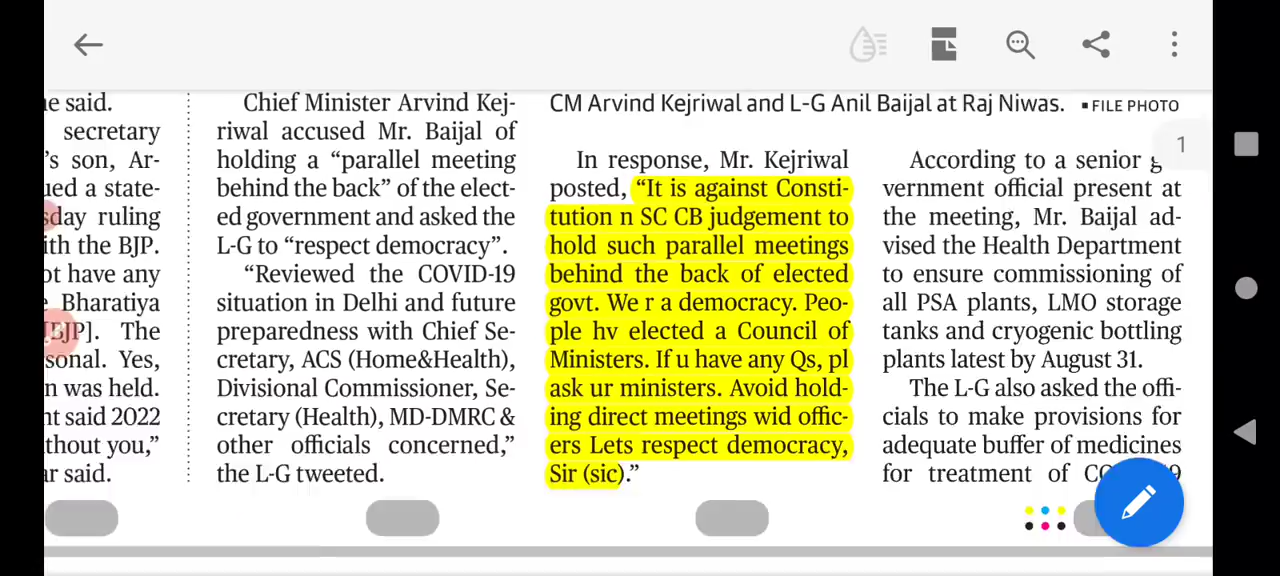 1
ne said.
secretary
's son, Ar-
ued a state-
sday ruling
ith the BJP.
ot have any
e Bharatiya
[BJP]. The
sonal. Yes,
n was held.
nt said 2022
ithout you,”
ar said.
Chief Minister Arvind Kej-
riwal accused Mr. Baijal of
holding a “parallel meeting
behind the back” of the elect-
ed government and asked the
L-G to “respect democracy”.
“Reviewed the COVID-19
situation in Delhi and future
preparedness with Chief Se-
cretary, ACS (Home&Health),
Divisional Commissioner, Se-
cretary (Health), MD-DMRC &
other officials concerned,”
the L-G tweeted.
CM Arvind Kejriwal and L-G Anil Baijal at Raj Niwas. ▪FILE PHOTO
In response, Mr. Kejriwal
posted, “It is against Consti-
tution n SC CB judgement to
hold such parallel meetings
behind the back of elected
govt. We r a democracy. Peo-
ple hv elected a Council of
Ministers. If u have any Qs, pl
ask ur ministers. Avoid hold-
ing direct meetings wid offic-
ers Lets respect democracy,
Sir (sic).”
According to a senior g
vernment official present at
the meeting, Mr. Baijal ad-
vised the Health Department
to ensure commissioning of
all PSA plants, LMO storage
tanks and cryogenic bottling
plants latest by August 31.
The L-G also asked the offi-
cials to make provisions for
adequate buffer of medicines
for treatment of